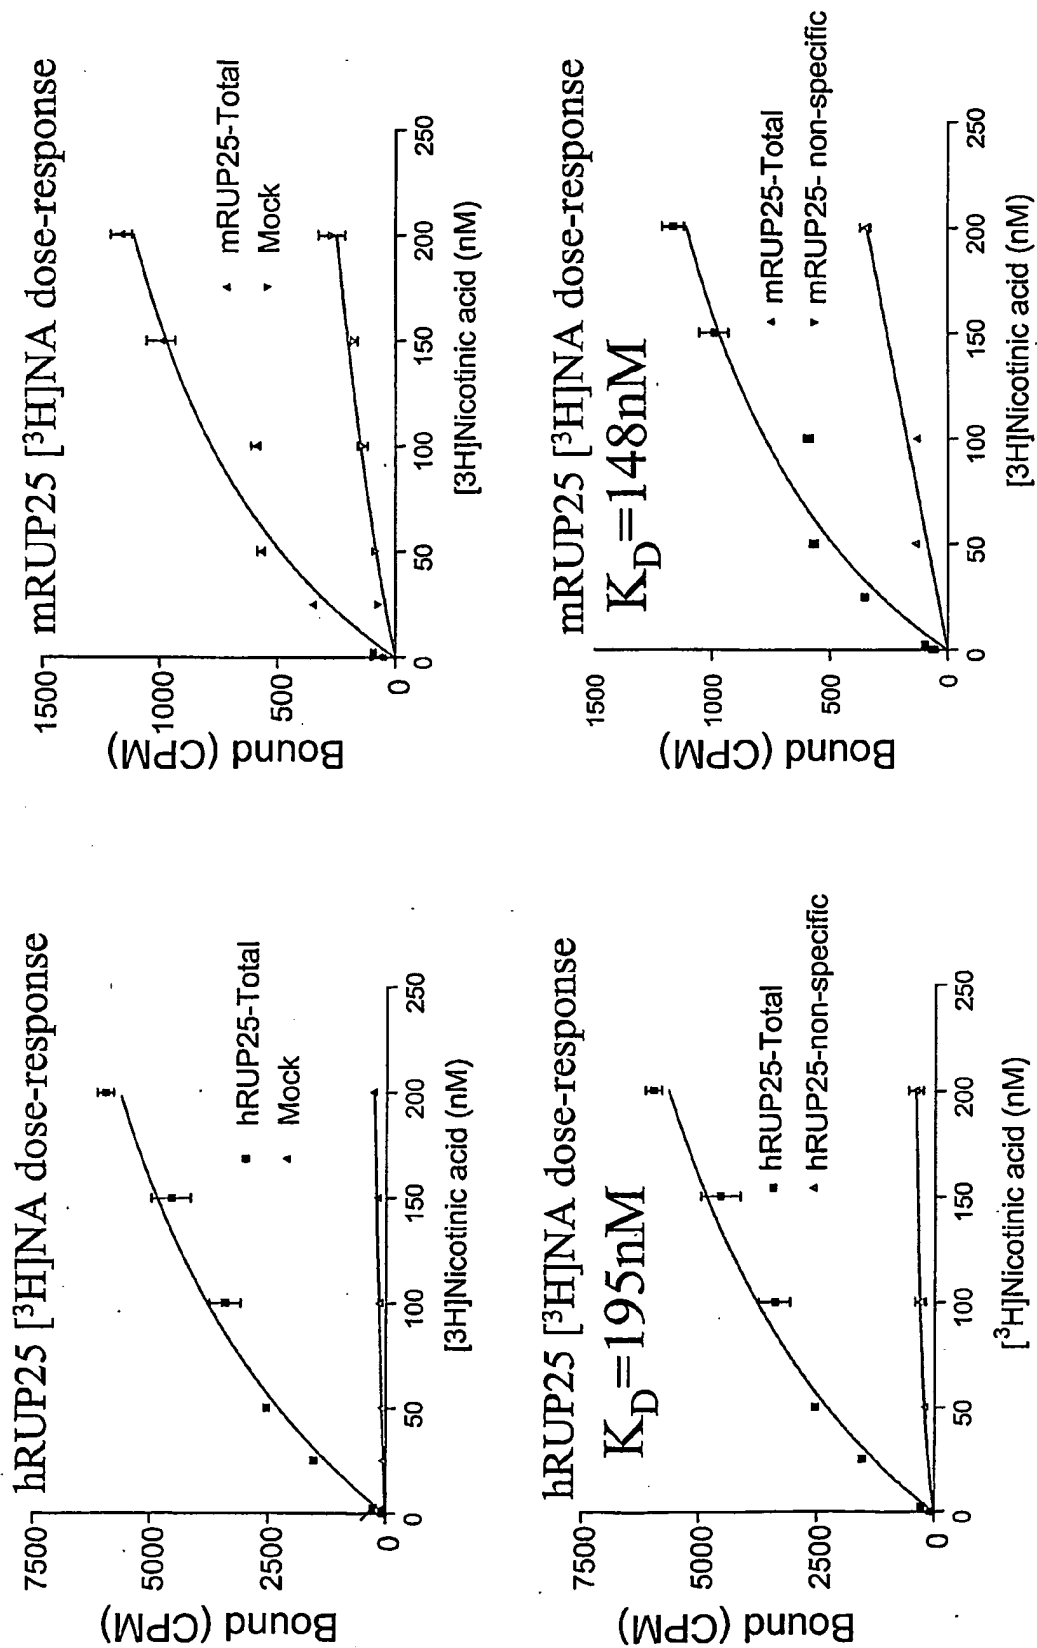 hRUP25 [³H]NA dose-response
7500
5000
2500
0
Bound (CPM)
hRUP25-Total
Mock
0 50 100 150 200 250
[3H]Nicotinic acid (nM)
mRUP25 [³H]NA dose-response
1500
1000
500
0
Bound (CPM)
mRUP25-Total
Mock
0 50 100 150 200 250
[3H]Nicotinic acid (nM)
hRUP25 [³H]NA dose-response
K_D=195nM
7500
5000
2500
0
Bound (CPM)
hRUP25-Total
hRUP25-non-specific
0 50 100 150 200 250
[³H]Nicotinic acid (nM)
mRUP25 [³H]NA dose-response
K_D=148nM
1500
1000
500
0
Bound (CPM)
mRUP25-Total
mRUP25- non-specific
0 50 100 150 200 250
[3H]Nicotinic acid (nM)